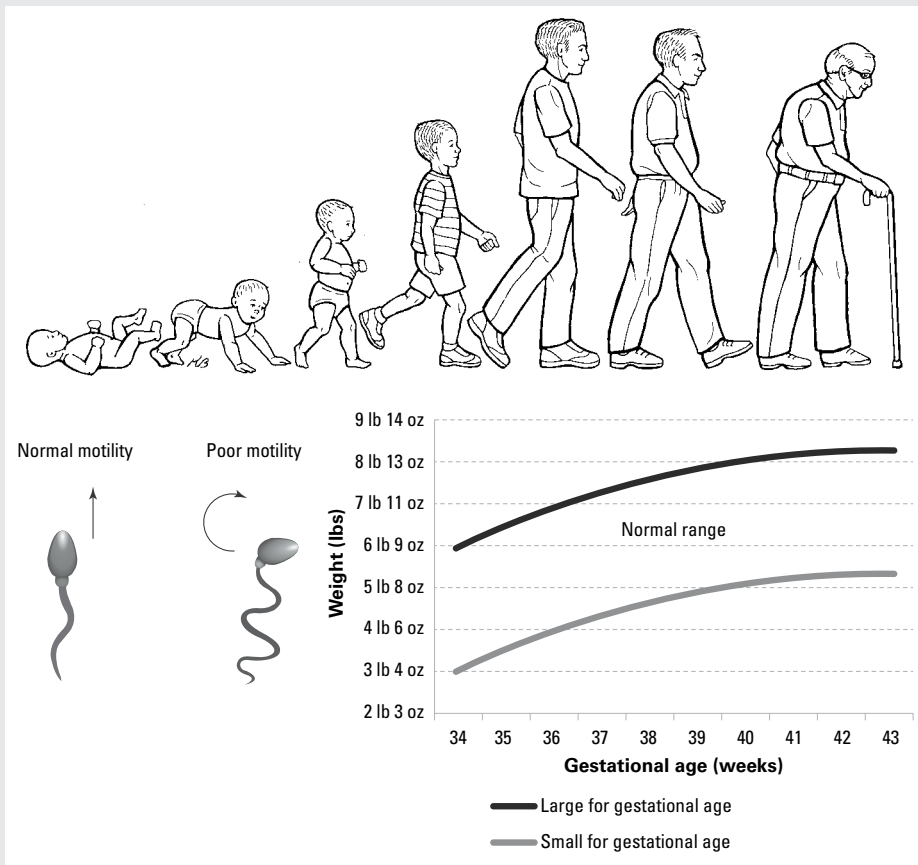 Normal motility
Poor motility
9 lb 14 oz
8 lb 13 oz
7 lb 11 oz
6 lb 9 oz
5 lb 8 oz
4 lb 6 oz
3 lb 4 oz
2 lb 3 oz
Weight (lbs)
Normal range
34 35 36 37 38 39 40 41 42 43
Gestational age (weeks)
Large for gestational age
Small for gestational age